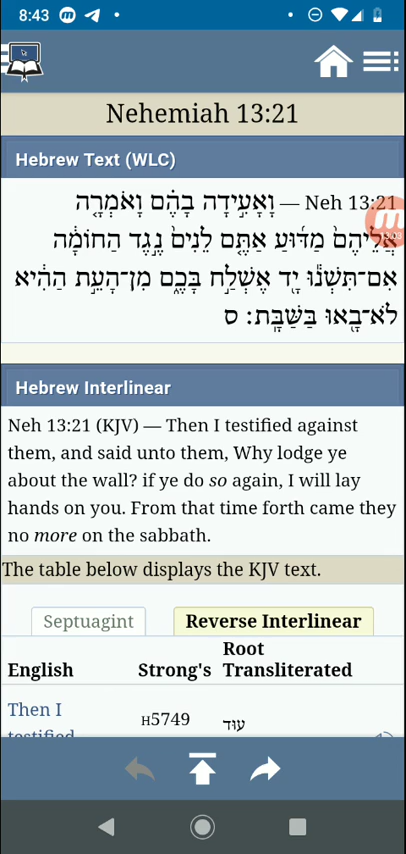 8:43
Nehemiah 13:21
Hebrew Text (WLC)
Neh 13:21 — וָאָעִ֣ידָה בָהֶ֗ם וָאֹמְרָ֤ה
אֲלֵיהֶם֙ מַדּ֜וּעַ אַתֶּ֤ם לֵנִים֙ נֶ֣גֶד הַחוֹמָ֔ה
אִם־תִּשְׁנ֕וּ יָ֖ד אֶשְׁלַ֣ח בָּכֶ֑ם מִן־הָעֵ֣ת הַהִ֔יא
לֹא־בָ֖אוּ בַּשַּׁבָּֽת׃ ס
Hebrew Interlinear
Neh 13:21 (KJV) — Then I testified against
them, and said unto them, Why lodge ye
about the wall? if ye do so again, I will lay
hands on you. From that time forth came they
no more on the sabbath.
The table below displays the KJV text.
Septuagint Reverse Interlinear
English Strong's Root Transliterated
Then I H5749 עוּד
testified